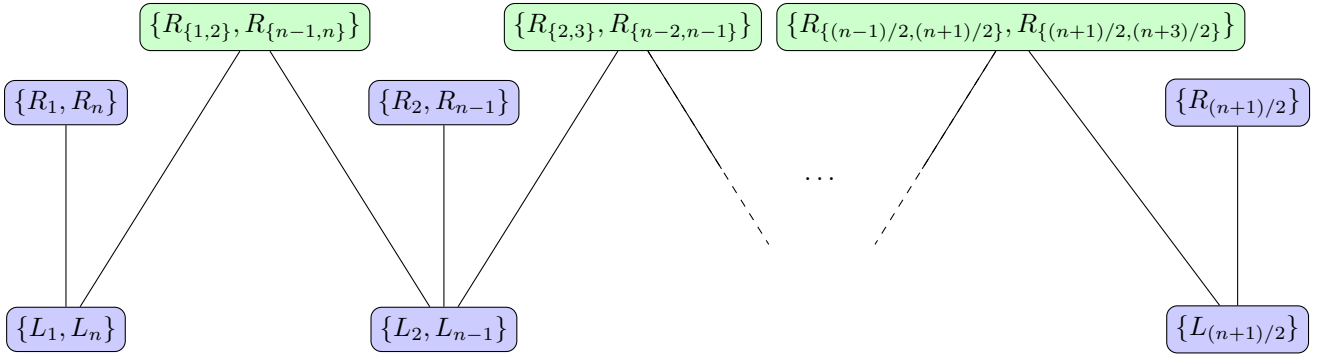 {R_{\{1,2\}}, R_{\{n-1,n\}}}
{R_{\{2,3\}}, R_{\{n-2,n-1\}}}
{R_{\{(n-1)/2,(n+1)/2\}}, R_{\{(n+1)/2,(n+3)/2\}}}
{R_1, R_n}
{R_2, R_{n-1}}
{R_{(n+1)/2}}
...
{L_1, L_n}
{L_2, L_{n-1}}
{L_{(n+1)/2}}